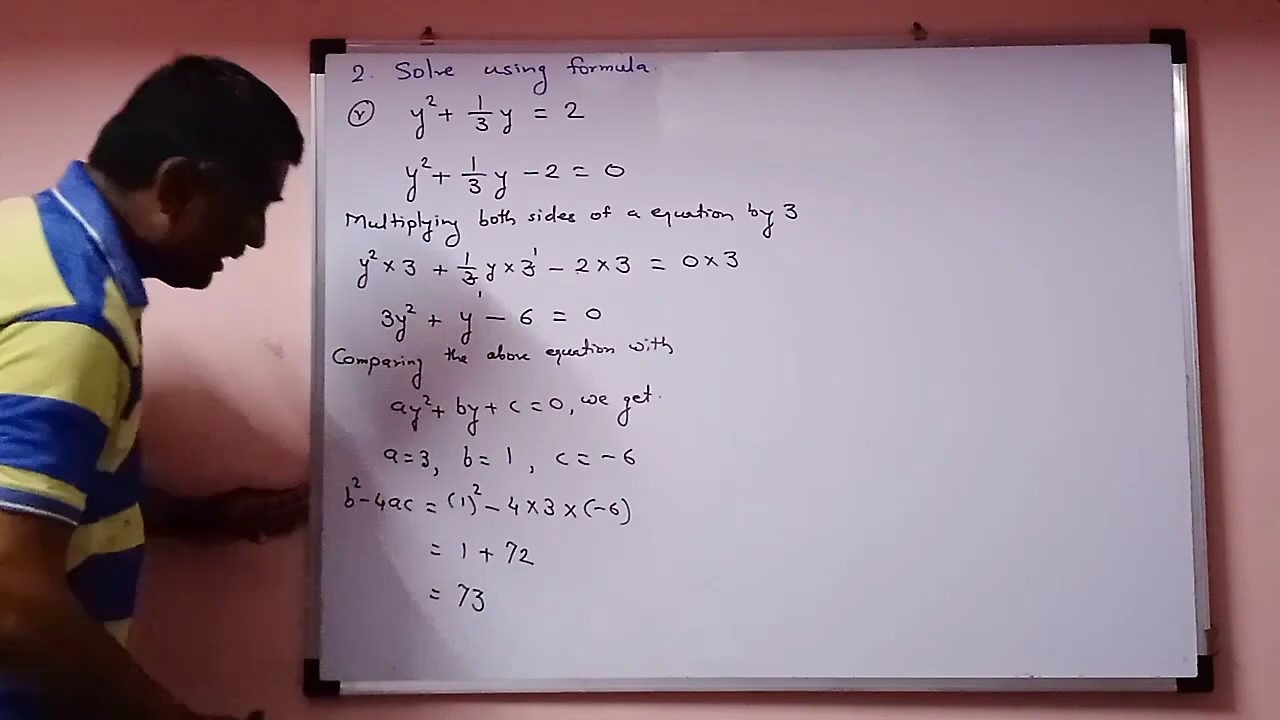 2. Solve using formula.
(v) y² + 1/3 y = 2
y² + 1/3 y - 2 = 0
Multiplying both sides of a equation by 3
y² × 3 + 1/3 y × 3 - 2 × 3 = 0 × 3
3y² + y - 6 = 0
Comparing the above equation with
ay² + by + c = 0, we get.
a = 3, b = 1, c = -6
b² - 4ac = (1)² - 4 × 3 × (-6)
= 1 + 72
= 73